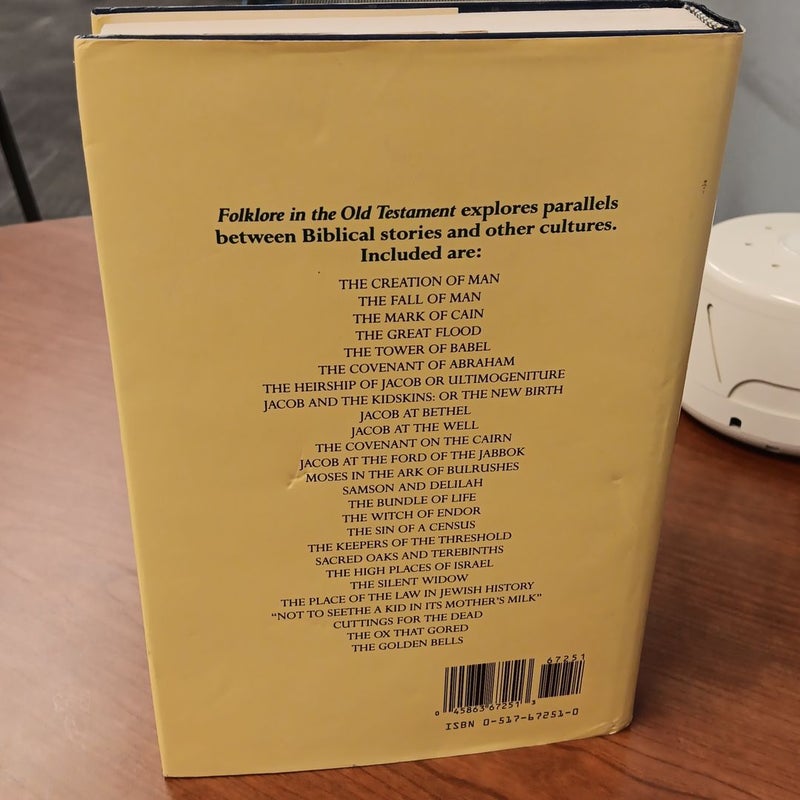 Folklore in the Old Testament explores parallels
between Biblical stories and other cultures.
Included are:
THE CREATION OF MAN
THE FALL OF MAN
THE MARK OF CAIN
THE GREAT FLOOD
THE TOWER OF BABEL
THE COVENANT OF ABRAHAM
THE HEIRSHIP OF JACOB OR ULTIMOGENITURE
JACOB AND THE KIDSKINS: OR THE NEW BIRTH
JACOB AT BETHEL
JACOB AT THE WELL
THE COVENANT ON THE CAIRN
JACOB AT THE FORD OF THE JABBOK
MOSES IN THE ARK OF BULRUSHES
SAMSON AND DELILAH
THE BUNDLE OF LIFE
THE WITCH OF ENDOR
THE SIN OF A CENSUS
THE KEEPERS OF THE THRESHOLD
SACRED OAKS AND TEREBINTHS
THE HIGH PLACES OF ISRAEL
THE SILENT WIDOW
THE PLACE OF THE LAW IN JEWISH HISTORY
“NOT TO SEETHE A KID IN ITS MOTHER'S MILK”
CUTTINGS FOR THE DEAD
THE OX THAT GORED
THE GOLDEN BELLS
67251
0 45863 67251 3
ISBN 0-517-67251-0